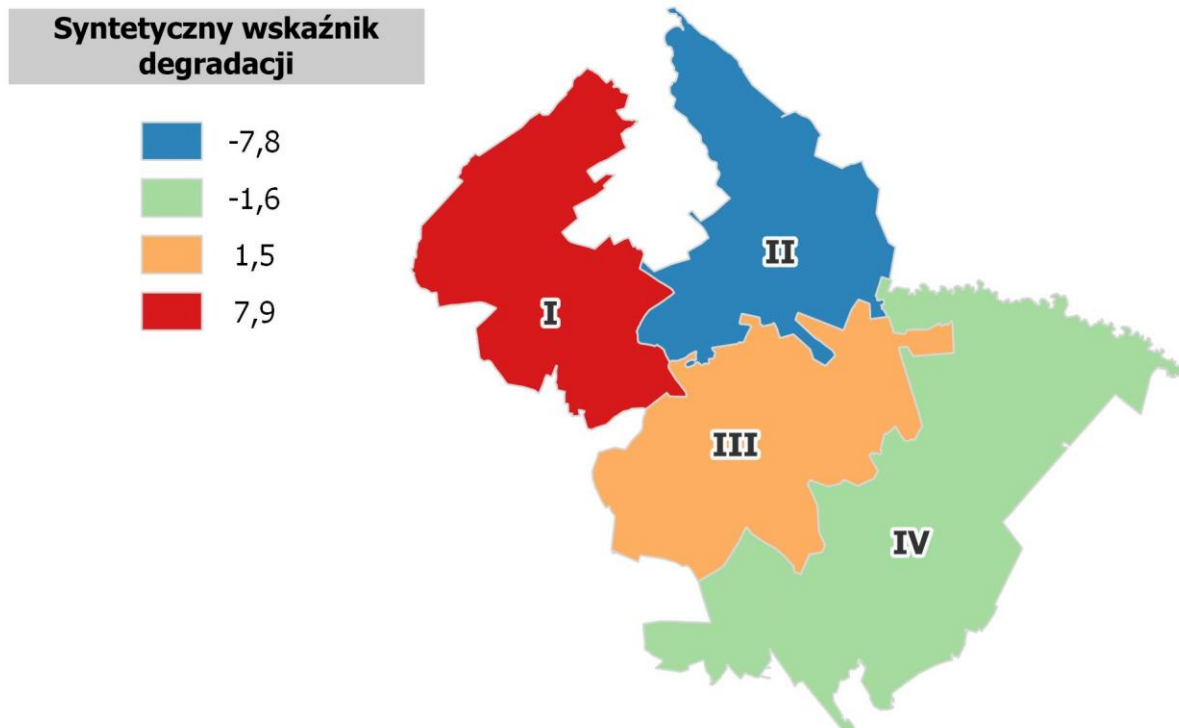 Syntetyczny wskaźnik
degradacji
-7,8
-1,6
1,5
7,9
II
I
III
IV